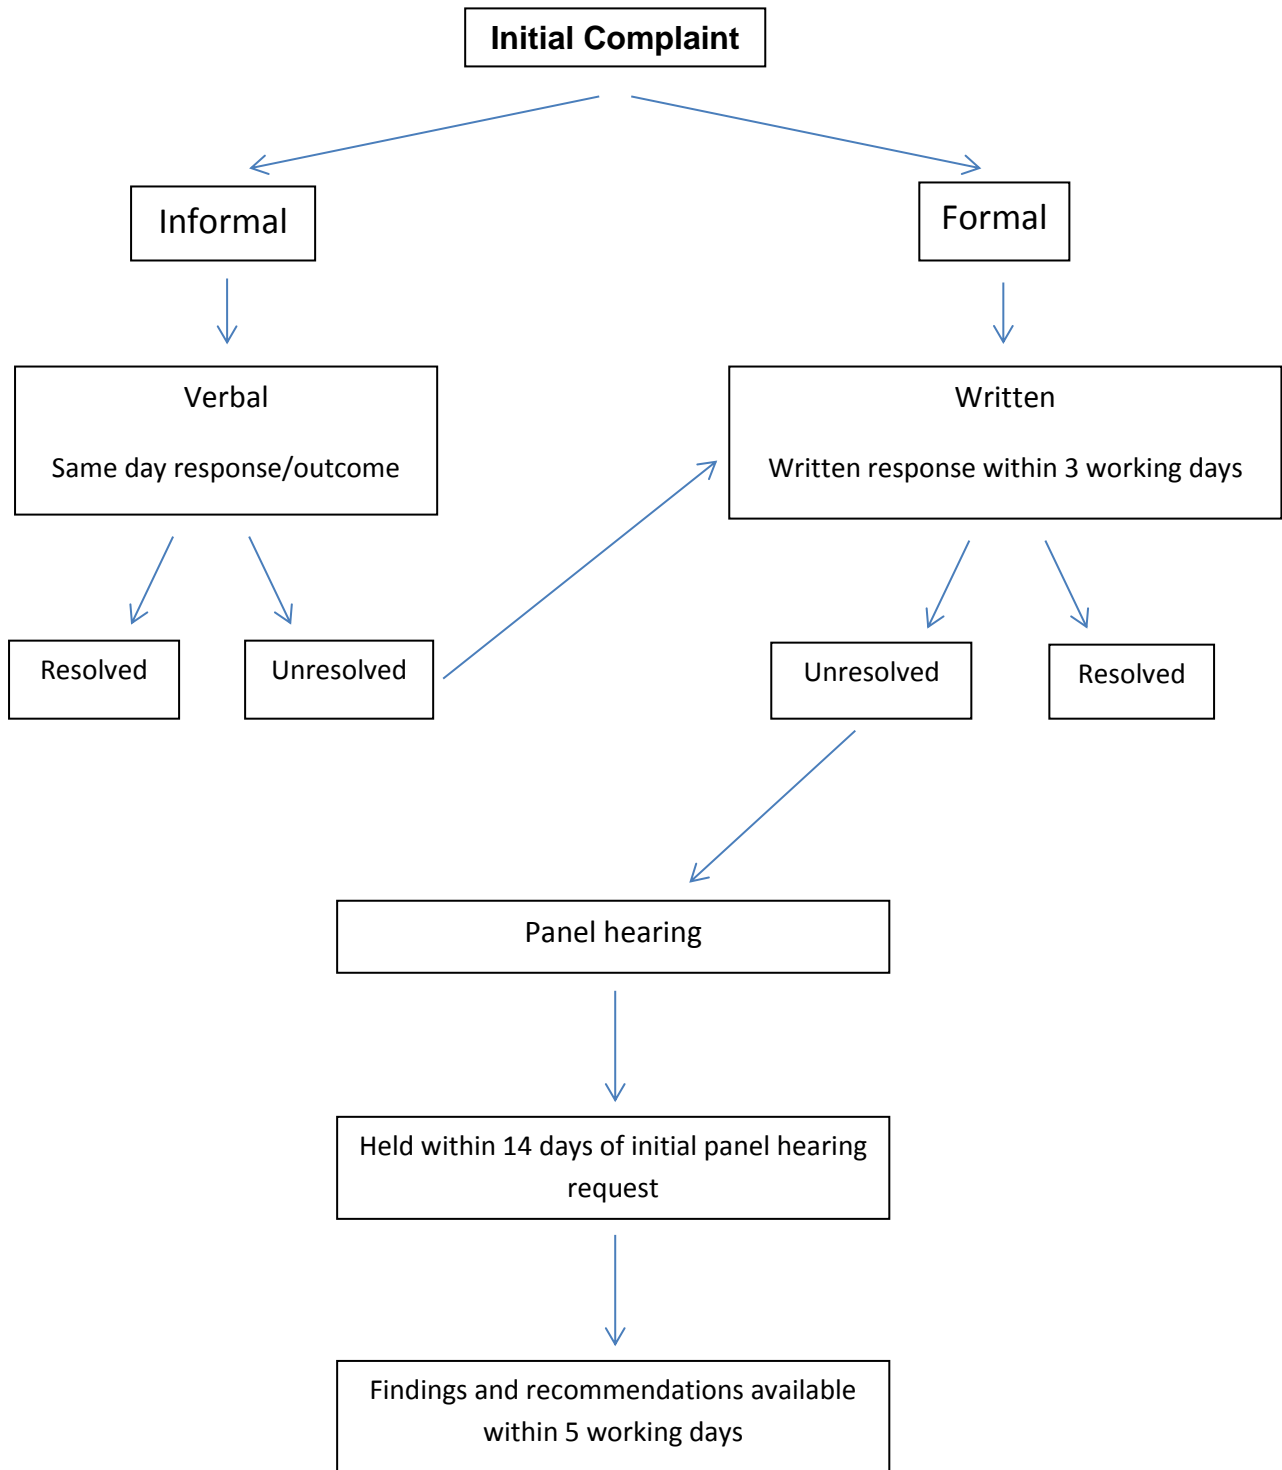 Initial Complaint
Informal
Formal
Verbal
Same day response/outcome
Written
Written response within 3 working days
Resolved
Unresolved
Unresolved
Resolved
Panel hearing
Held within 14 days of initial panel hearing
request
Findings and recommendations available
within 5 working days